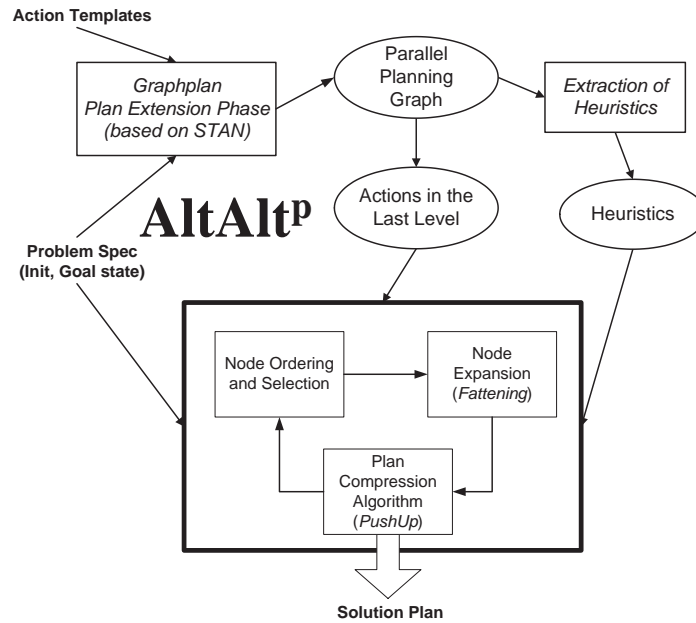 Action Templates
Graphplan
Plan Extension Phase
(based on STAN)
Parallel
Planning
Graph
Extraction of
Heuristics
AltAltᵖ
Actions in the
Last Level
Heuristics
Problem Spec
(Init, Goal state)
Node Ordering
and Selection
Node
Expansion
(Fattening)
Plan
Compression
Algorithm
(PushUp)
Solution Plan